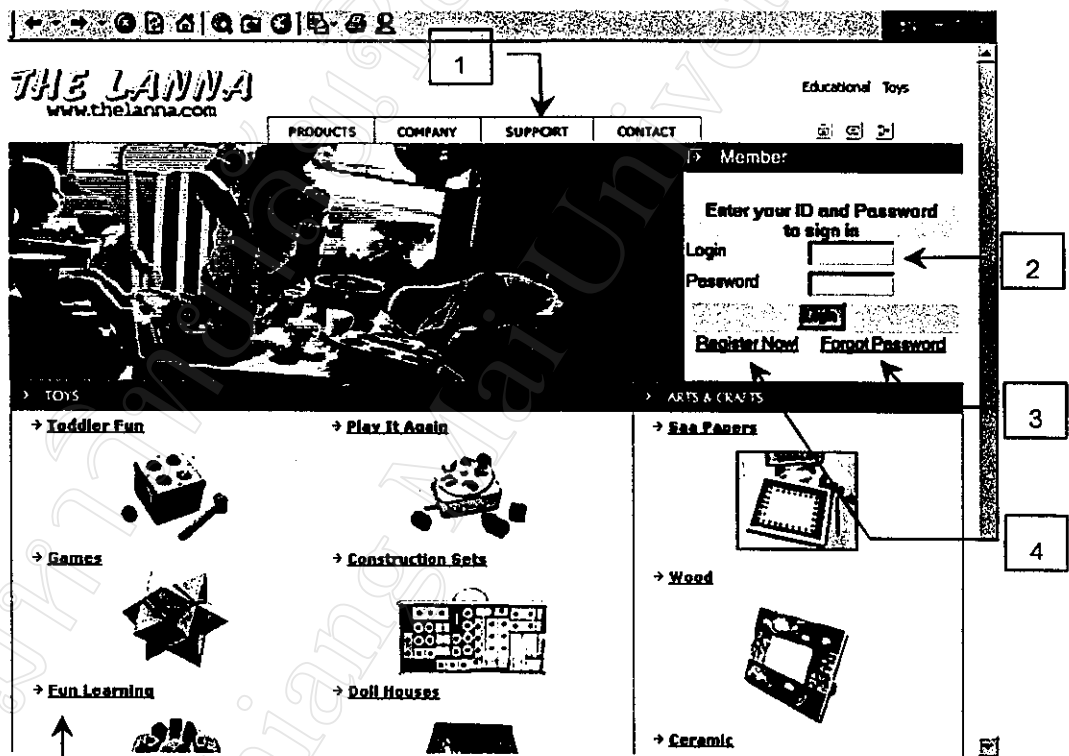 1
THE LANNA
www.thelanna.com
Educational Toys
PRODUCTS COMPANY SUPPORT CONTACT
Member
Enter your ID and Password
to sign in
Login
2
Password
Login
Register Now! Forgot Password
TOYS
ARTS & CRAFTS
3
Toddler Fun
Play It Again
Saa Papers
4
Games
Construction Sets
Wood
Fun Learning
Doll Houses
Ceramic